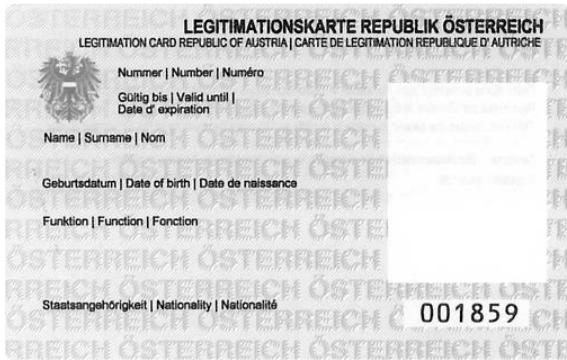 LEGITIMATIONSKARTE REPUBLIK ÖSTERREICH
LEGITIMATION CARD REPUBLIC OF AUSTRIA | CARTE DE LEGITIMATION REPUBLIQUE D' AUTRICHE
Nummer | Number | Numéro
Gültig bis | Valid until |
Date d' expiration
Name | Surname | Nom
Geburtsdatum | Date of birth | Date de naissance
Funktion | Function | Fonction
Staatsangehörigkeit | Nationality | Nationalité
001859